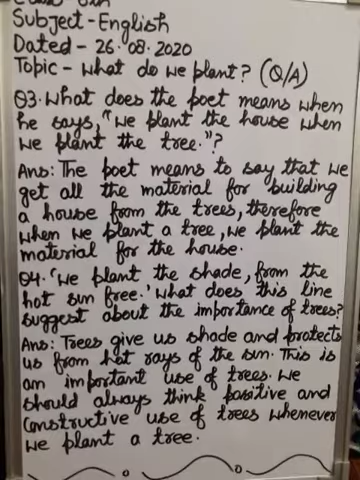 Subject-English
Dated- 26.08.2020
Topic- What do we plant? (Q/A)
Q3. What does the poet means when
he says, "We plant the house when
we plant the tree."?
Ans: The poet means to say that we
get all the material for building
a house from the trees, therefore
when we plant a tree, we plant the
material for the house.
Q4. 'We plant the shade, from the
hot sun free.' What does this line
suggest about the importance of trees?
Ans: Trees give us shade and protects
us from hot rays of the sun. This is
an important use of trees. We
should always think positive and
constructive use of trees whenever
we plant a tree.